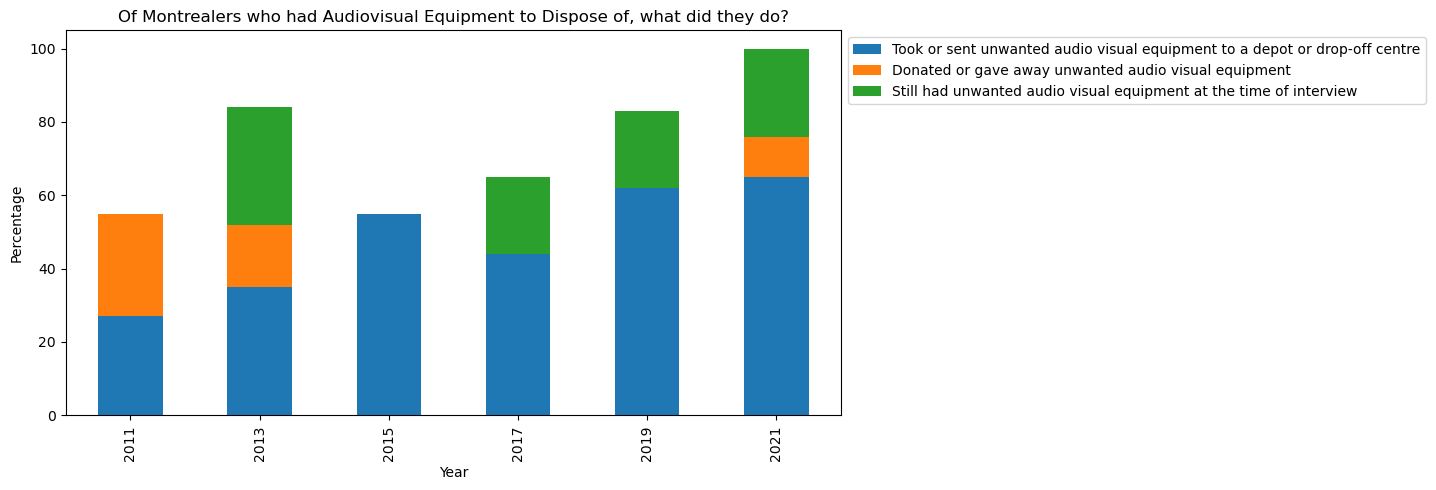 Of Montrealers who had Audiovisual Equipment to Dispose of, what did they do?
Took or sent unwanted audio visual equipment to a depot or drop-off centre
Donated or gave away unwanted audio visual equipment
Still had unwanted audio visual equipment at the time of interview
Percentage
100
80
60
40
20
0
2011
2013
2015
2017
2019
2021
Year